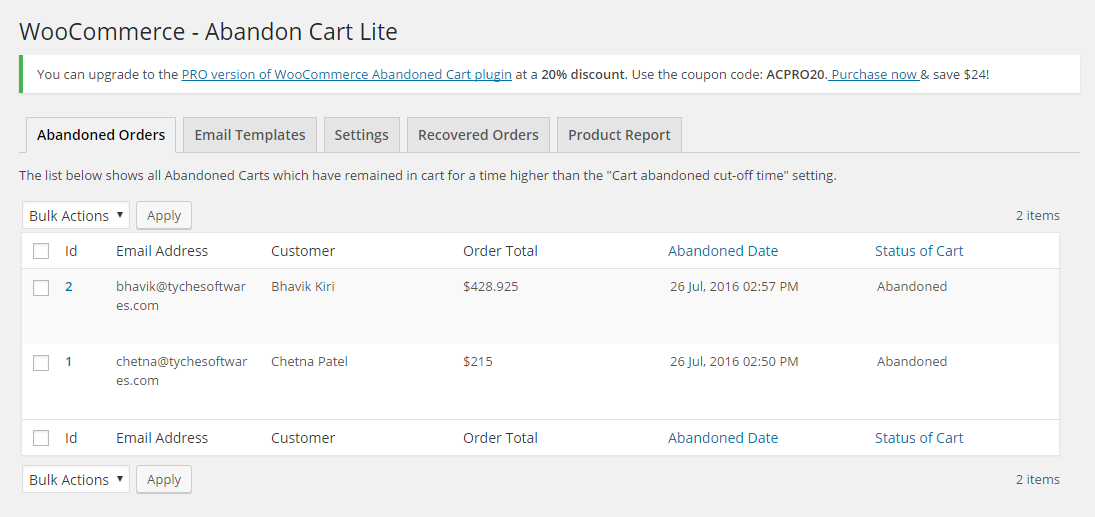 WooCommerce - Abandon Cart Lite
You can upgrade to the PRO version of WooCommerce Abandoned Cart plugin at a 20% discount. Use the coupon code: ACPRO20. Purchase now & save $24!
Abandoned Orders Email Templates Settings Recovered Orders Product Report
The list below shows all Abandoned Carts which have remained in cart for a time higher than the "Cart abandoned cut-off time" setting.
Bulk Actions Apply 2 items
Id Email Address Customer Order Total Abandoned Date Status of Cart
2 bhavik@tychesoftwar Bhavik Kiri $428.925 26 Jul, 2016 02:57 PM Abandoned
es.com
1 chetna@tychesoftwar Chetna Patel $215 26 Jul, 2016 02:50 PM Abandoned
es.com
Id Email Address Customer Order Total Abandoned Date Status of Cart
Bulk Actions Apply 2 items